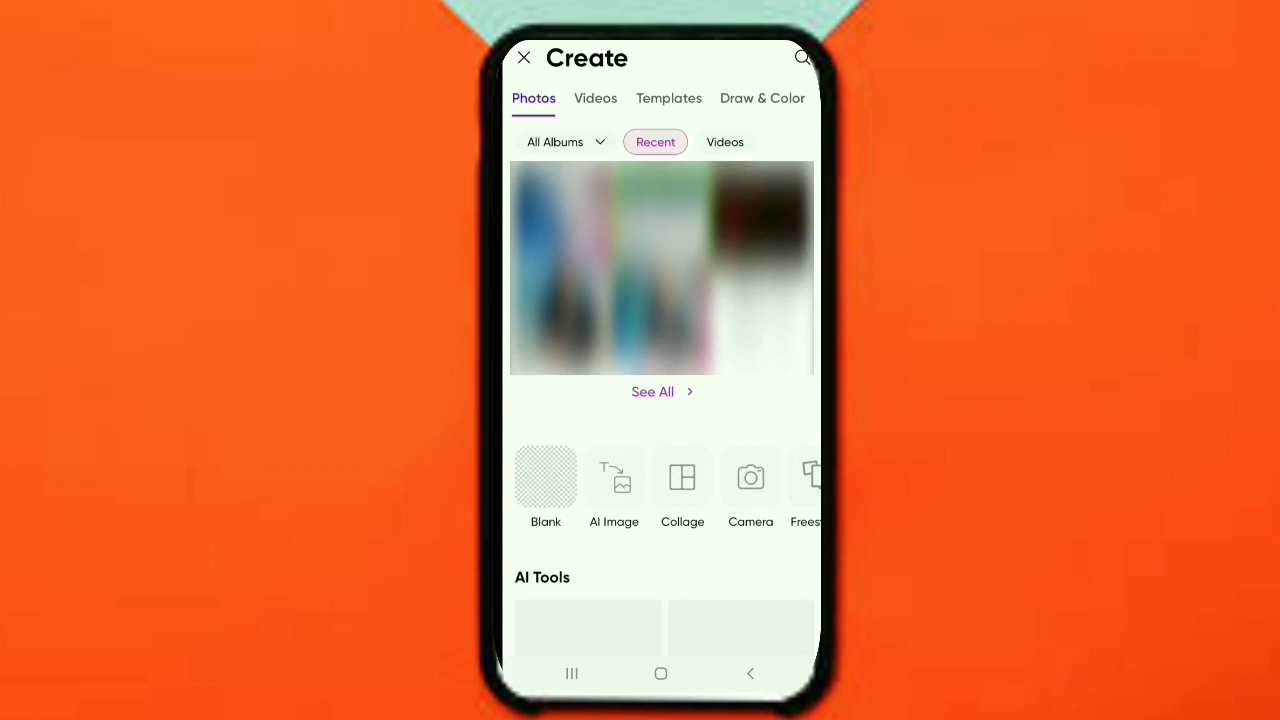 Create
Photos Videos Templates Draw & Color
All Albums Recent Videos
See All
Blank AI Image Collage Camera
AI Tools